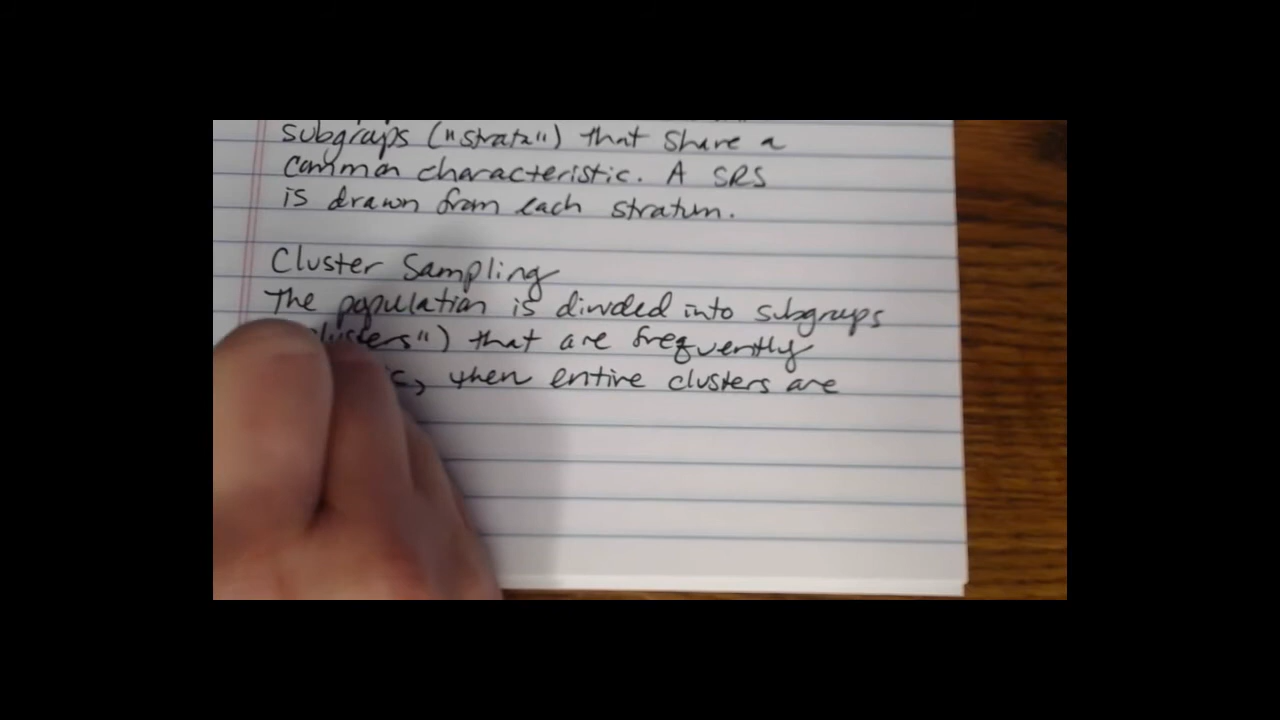 subgroups ("strata") that share a
common characteristic. A SRS
is drawn from each stratum.
Cluster Sampling
The population is divided into subgroups
clusters") that are frequently
then entire clusters are